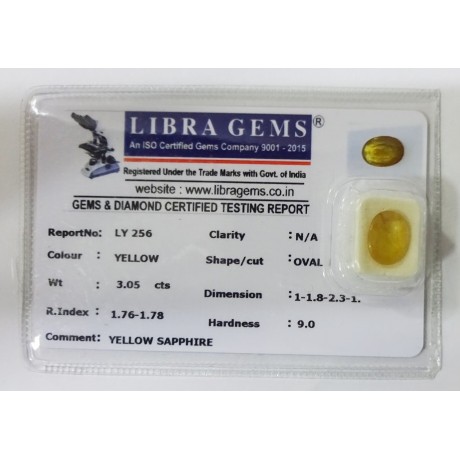 LIBRA GEMS®
An ISO Certified Gems Company 9001 - 2015
Registered Under the Trade Marks with Govt. of India
website : www.libragems.co.in
GEMS & DIAMOND CERTIFIED TESTING REPORT
ReportNo: LY 256 Clarity : N/A
Colour : YELLOW Shape/cut : OVAL
Wt : 3.05 cts Dimension : 1-1.8-2.3-1.
R.Index : 1.76-1.78 Hardness : 9.0
Comment: YELLOW SAPPHIRE